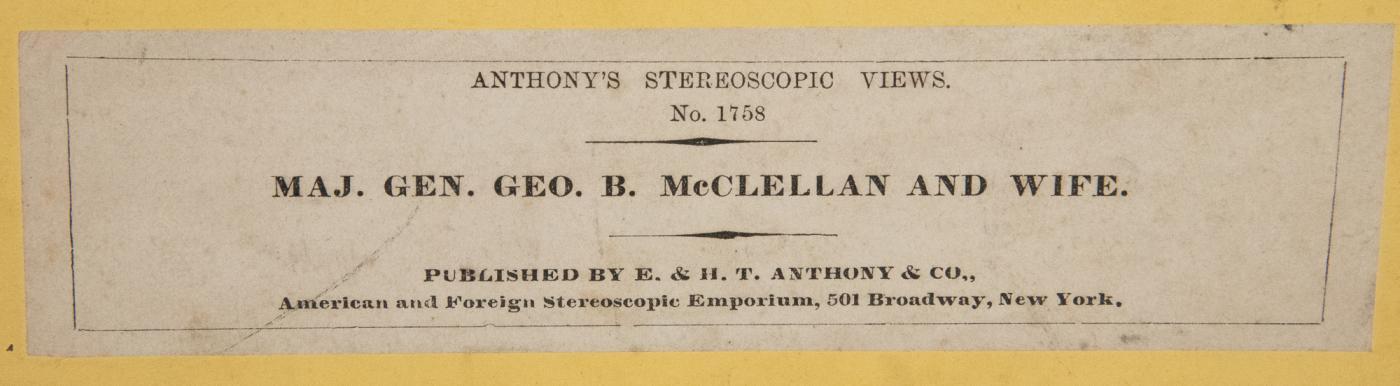 ANTHONY'S STEREOSCOPIC VIEWS.
No. 1758
MAJ. GEN. GEO. B. McCLELLAN AND WIFE.
PUBLISHED BY E. & H. T. ANTHONY & CO.,,
American and Foreign Stereoscopic Emporium, 501 Broadway, New York.